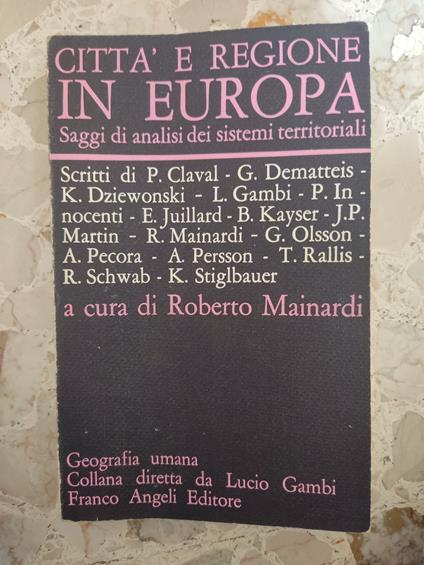 CITTA' E REGIONE
IN EUROPA
Saggi di analisi dei sistemi territoriali
Scritti di P. Claval - G. Dematteis -
K. Dziewonski - L. Gambi - P. In-
nocenti - E. Juillard - B. Kayser - J.P.
Martin - R. Mainardi - G. Olsson -
A. Pecora - A. Persson - T. Rallis -
R. Schwab - K. Stiglbauer
a cura di Roberto Mainardi
Geografia umana
Collana diretta da Lucio Gambi
Franco Angeli Editore